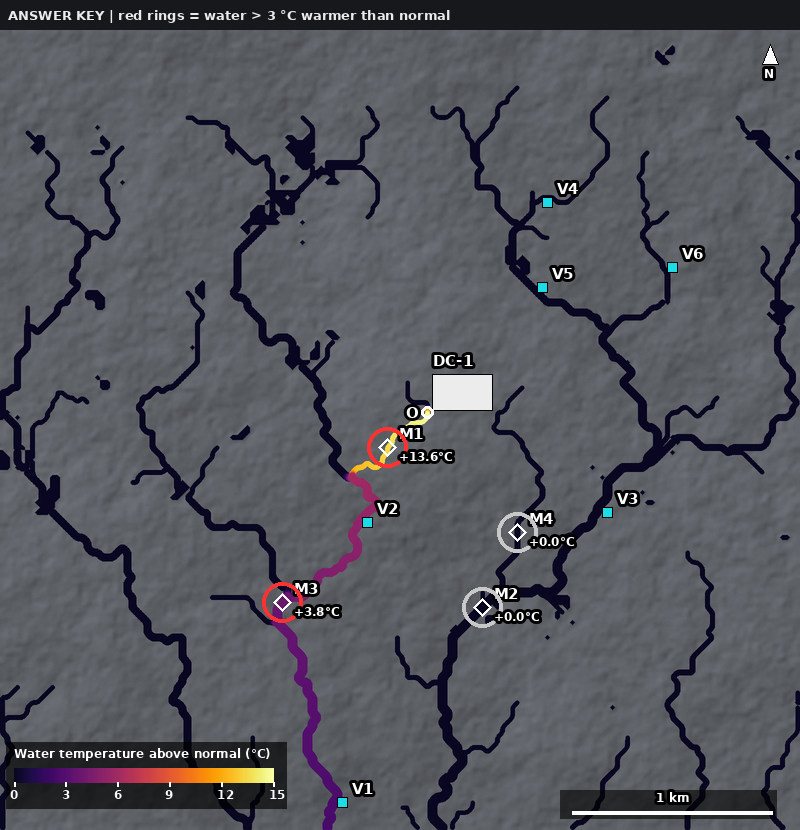 ANSWER KEY | red rings = water > 3 °C warmer than normal
N
V4
V6
V5
DC-1
O
M1
+13.6°C
V2
V3
M4
+0.0°C
M3
+3.8°C
M2
+0.0°C
Water temperature above normal (°C)
0 3 6 9 12 15
V1
1 km